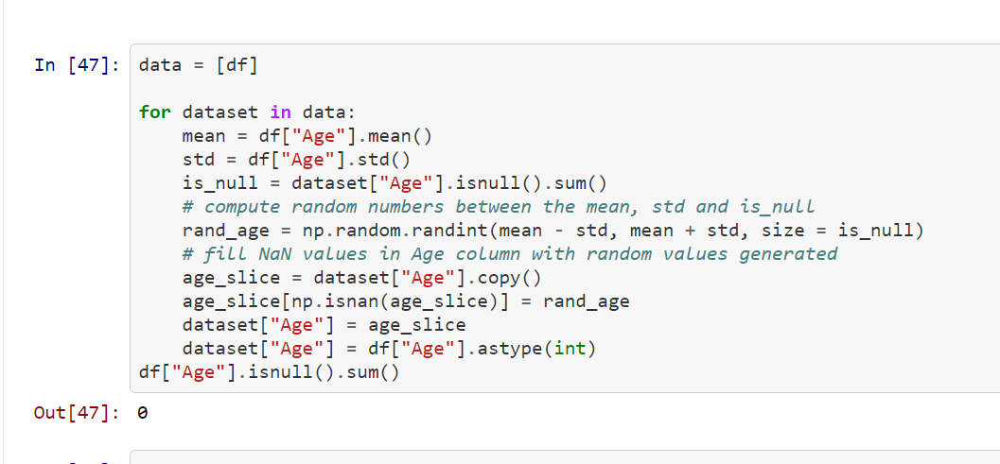 In [47]: data = [df]
for dataset in data:
mean = df["Age"].mean()
std = df["Age"].std()
is_null = dataset["Age"].isnull().sum()
# compute random numbers between the mean, std and is_null
rand_age = np.random.randint(mean - std, mean + std, size = is_null)
# fill NaN values in Age column with random values generated
age_slice = dataset["Age"].copy()
age_slice[np.isnan(age_slice)] = rand_age
dataset["Age"] = age_slice
dataset["Age"] = df["Age"].astype(int)
df["Age"].isnull().sum()
Out[47]: 0